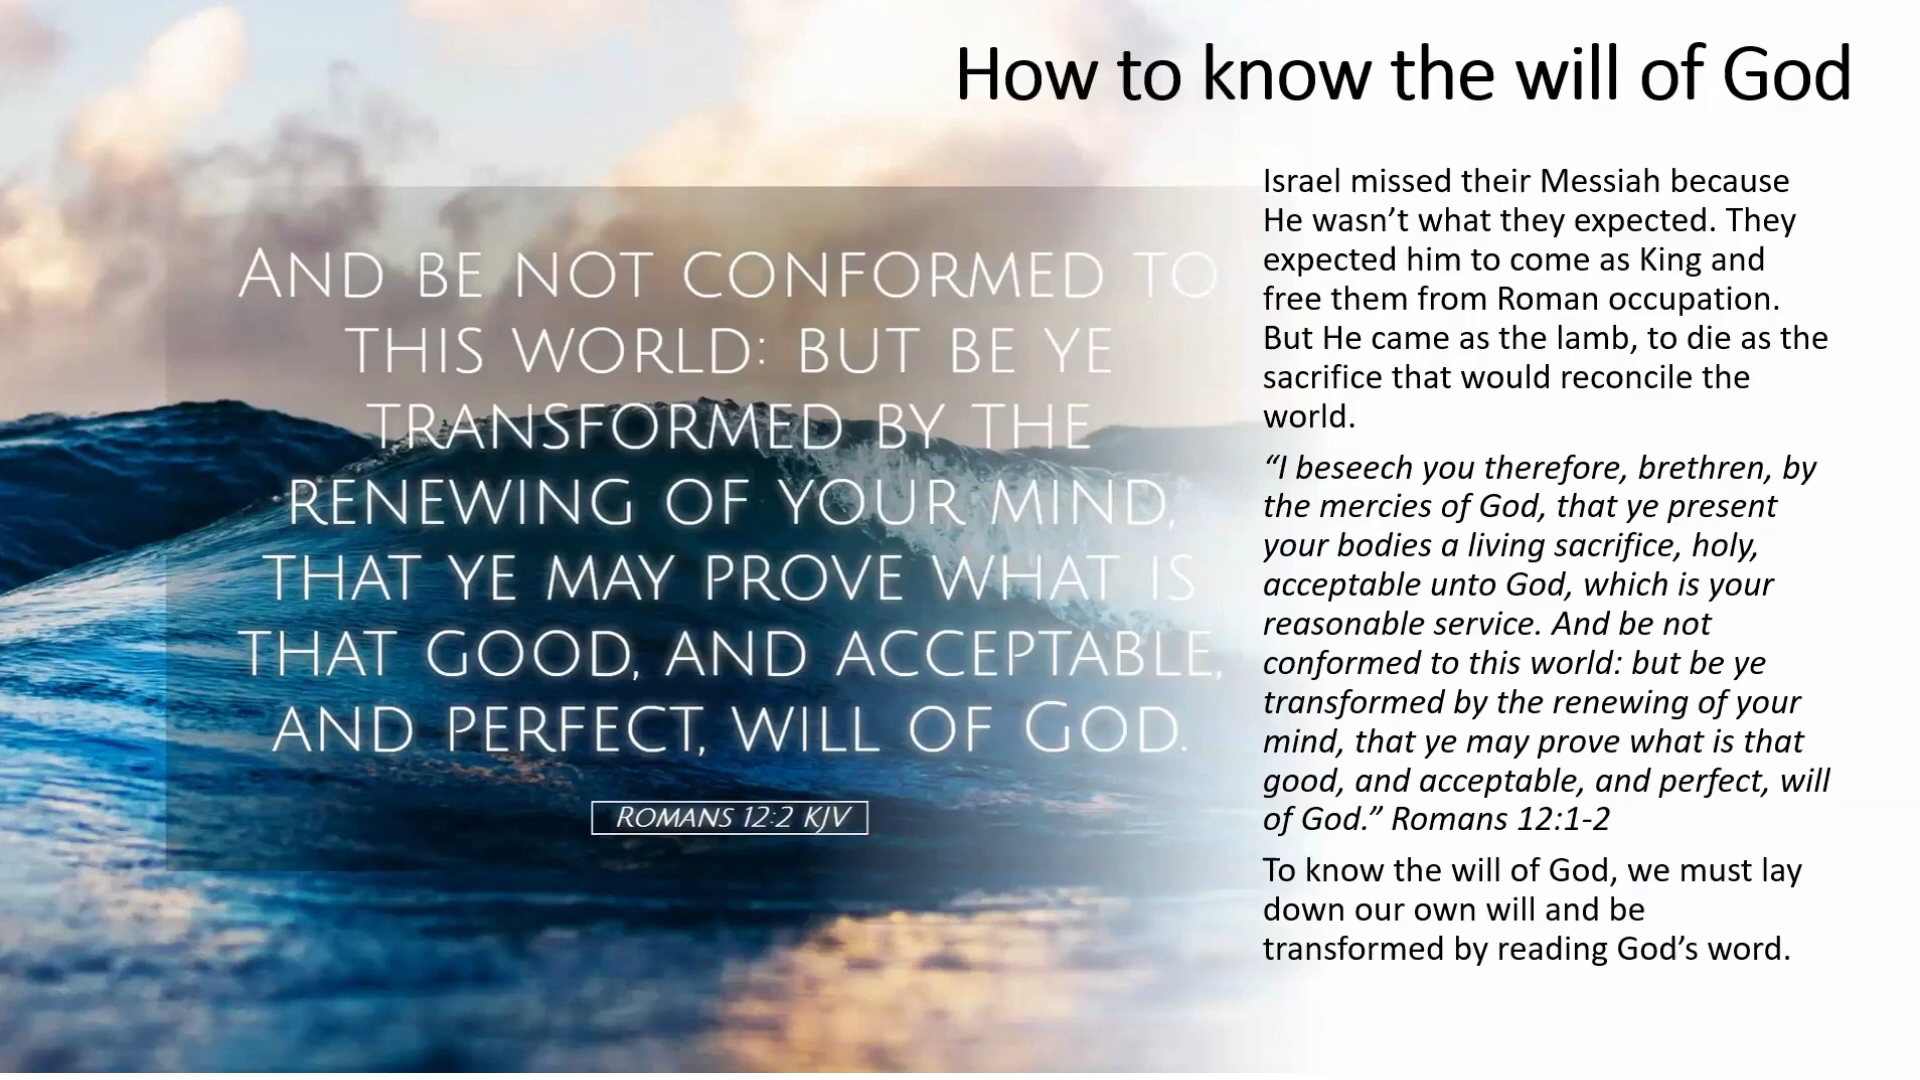 How to know the will of God
AND BE NOT CONFORMED TO
THIS WORLD: BUT BE YE
TRANSFORMED BY THE
RENEWING OF YOUR MIND,
THAT YE MAY PROVE WHAT IS
THAT GOOD, AND ACCEPTABLE,
AND PERFECT, WILL OF GOD.
ROMANS 12:2 KJV
Israel missed their Messiah because
He wasn’t what they expected. They
expected him to come as King and
free them from Roman occupation.
But He came as the lamb, to die as the
sacrifice that would reconcile the
world.
“I beseech you therefore, brethren, by
the mercies of God, that ye present
your bodies a living sacrifice, holy,
acceptable unto God, which is your
reasonable service. And be not
conformed to this world: but be ye
transformed by the renewing of your
mind, that ye may prove what is that
good, and acceptable, and perfect, will
of God.” Romans 12:1-2
To know the will of God, we must lay
down our own will and be
transformed by reading God’s word.